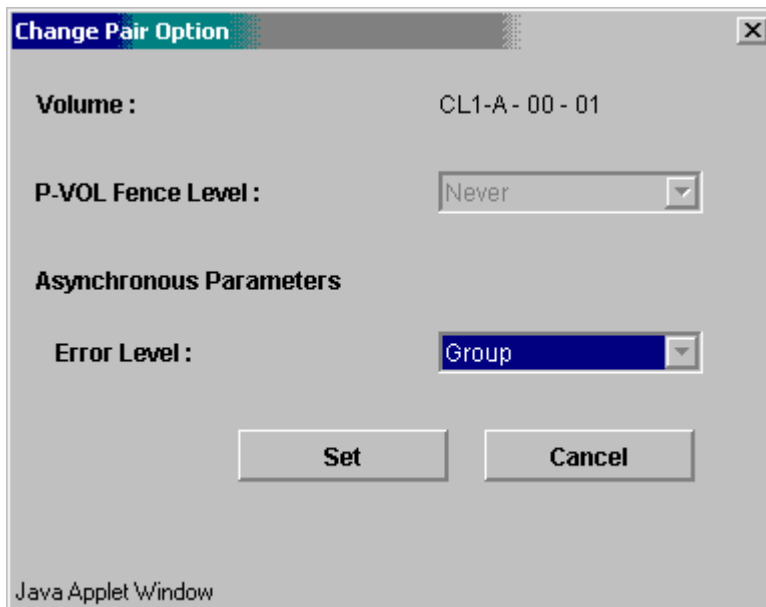 Change Pair Option
Volume : CL1-A - 00 - 01
P-VOL Fence Level : Never
Asynchronous Parameters
Error Level : Group
Set Cancel
Java Applet Window